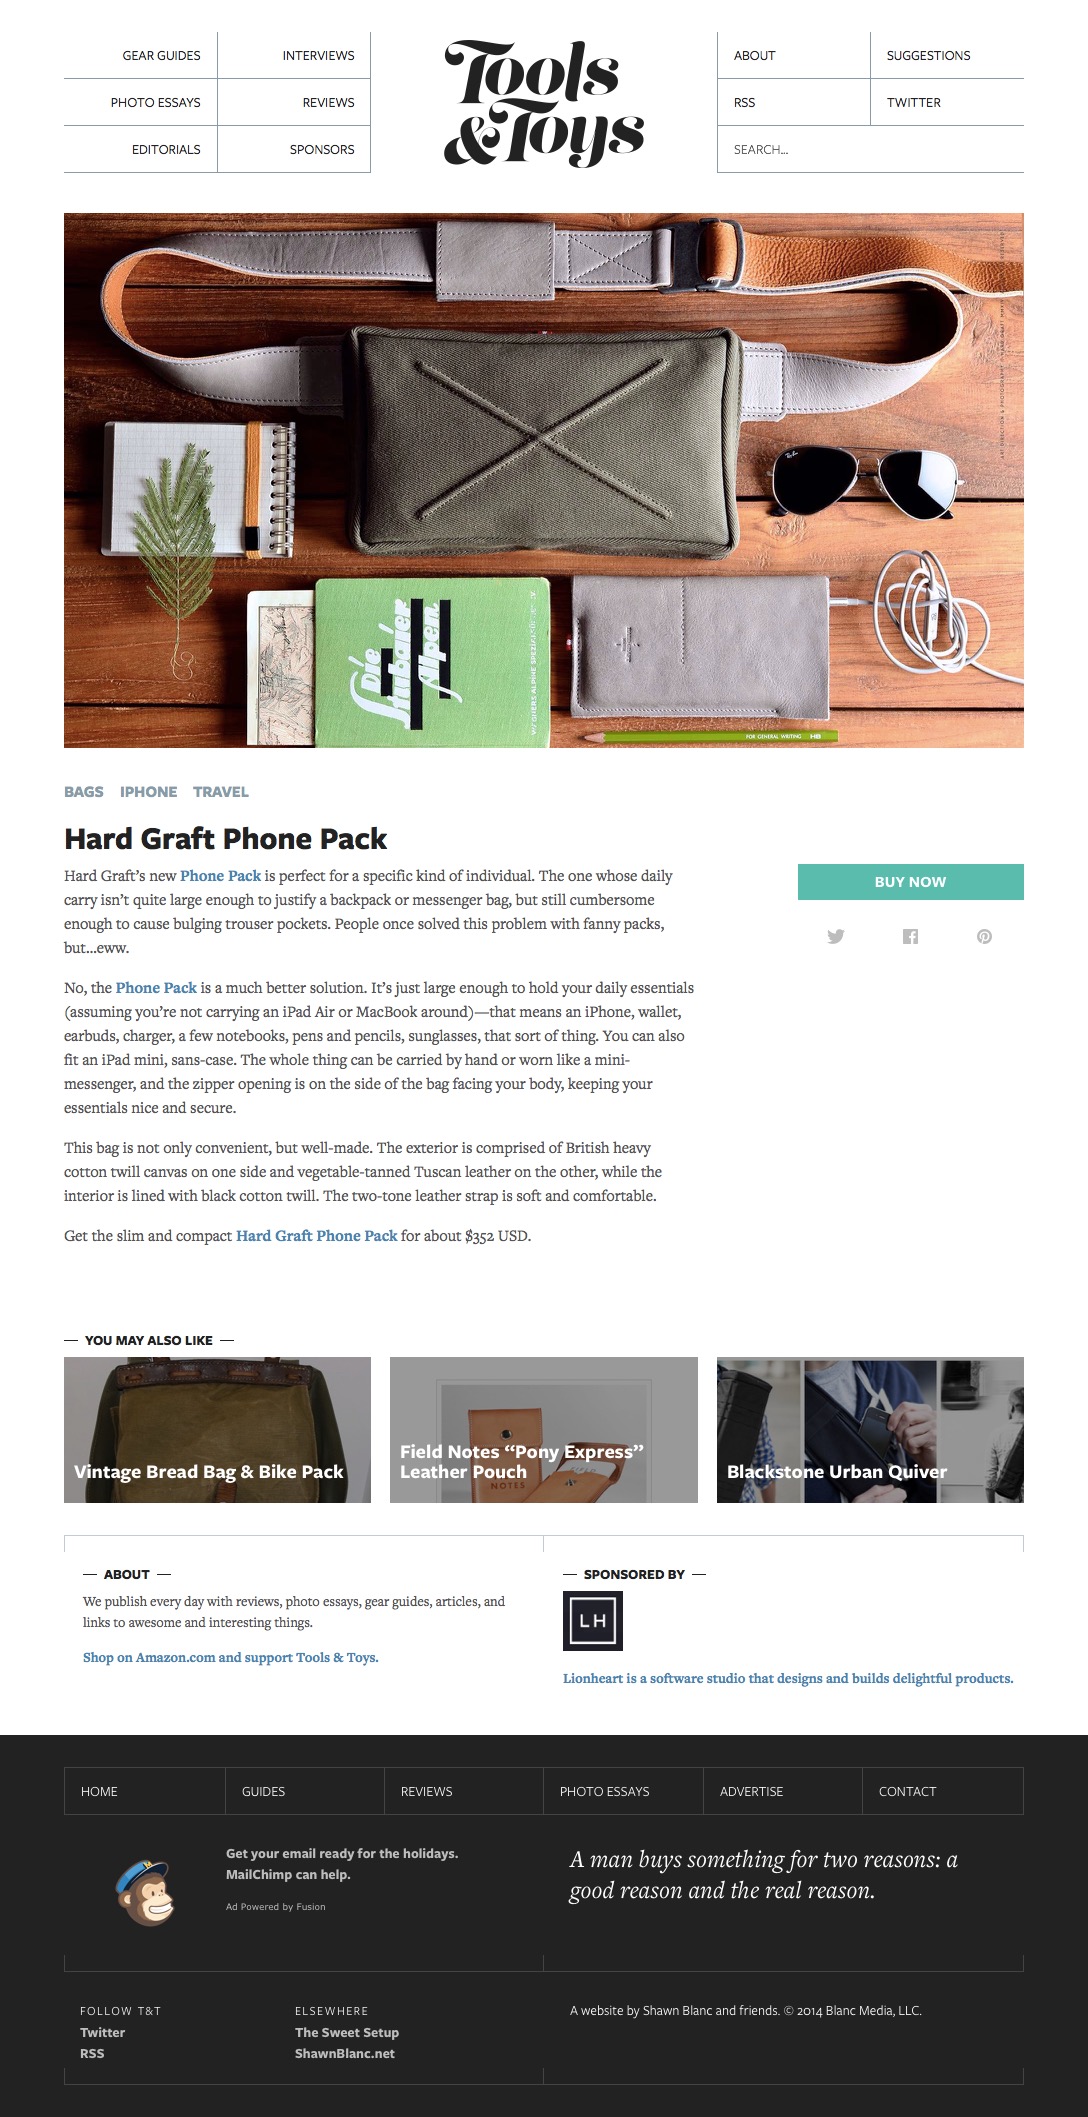 GEAR GUIDES
INTERVIEWS
PHOTO ESSAYS
REVIEWS
EDITORIALS
SPONSORS
Tools
&Toys
ABOUT
SUGGESTIONS
RSS
TWITTER
SEARCH...
Ray-Ban
Die
Stubaier
Alpen
FOR GENERAL WRITING HB
BAGS IPHONE TRAVEL
Hard Graft Phone Pack
Hard Graft’s new Phone Pack is perfect for a specific kind of individual. The one whose daily
carry isn’t quite large enough to justify a backpack or messenger bag, but still cumbersome
enough to cause bulging trouser pockets. People once solved this problem with fanny packs,
but…eww.
No, the Phone Pack is a much better solution. It’s just large enough to hold your daily essentials
(assuming you’re not carrying an iPad Air or MacBook around)—that means an iPhone, wallet,
earbuds, charger, a few notebooks, pens and pencils, sunglasses, that sort of thing. You can also
fit an iPad mini, sans-case. The whole thing can be carried by hand or worn like a mini-
messenger, and the zipper opening is on the side of the bag facing your body, keeping your
essentials nice and secure.
This bag is not only convenient, but well-made. The exterior is comprised of British heavy
cotton twill canvas on one side and vegetable-tanned Tuscan leather on the other, while the
interior is lined with black cotton twill. The two-tone leather strap is soft and comfortable.
Get the slim and compact Hard Graft Phone Pack for about $352 USD.
BUY NOW
YOU MAY ALSO LIKE
Vintage Bread Bag & Bike Pack
Field Notes “Pony Express”
Leather Pouch
NOTES
Blackstone Urban Quiver
ABOUT
We publish every day with reviews, photo essays, gear guides, articles, and
links to awesome and interesting things.
Shop on Amazon.com and support Tools & Toys.
SPONSORED BY
LH
Lionheart is a software studio that designs and builds delightful products.
HOME
GUIDES
REVIEWS
PHOTO ESSAYS
ADVERTISE
CONTACT
Get your email ready for the holidays.
MailChimp can help.
Ad Powered by Fusion
A man buys something for two reasons: a
good reason and the real reason.
FOLLOW T&T
Twitter
RSS
ELSEWHERE
The Sweet Setup
ShawnBlanc.net
A website by Shawn Blanc and friends. © 2014 Blanc Media, LLC.